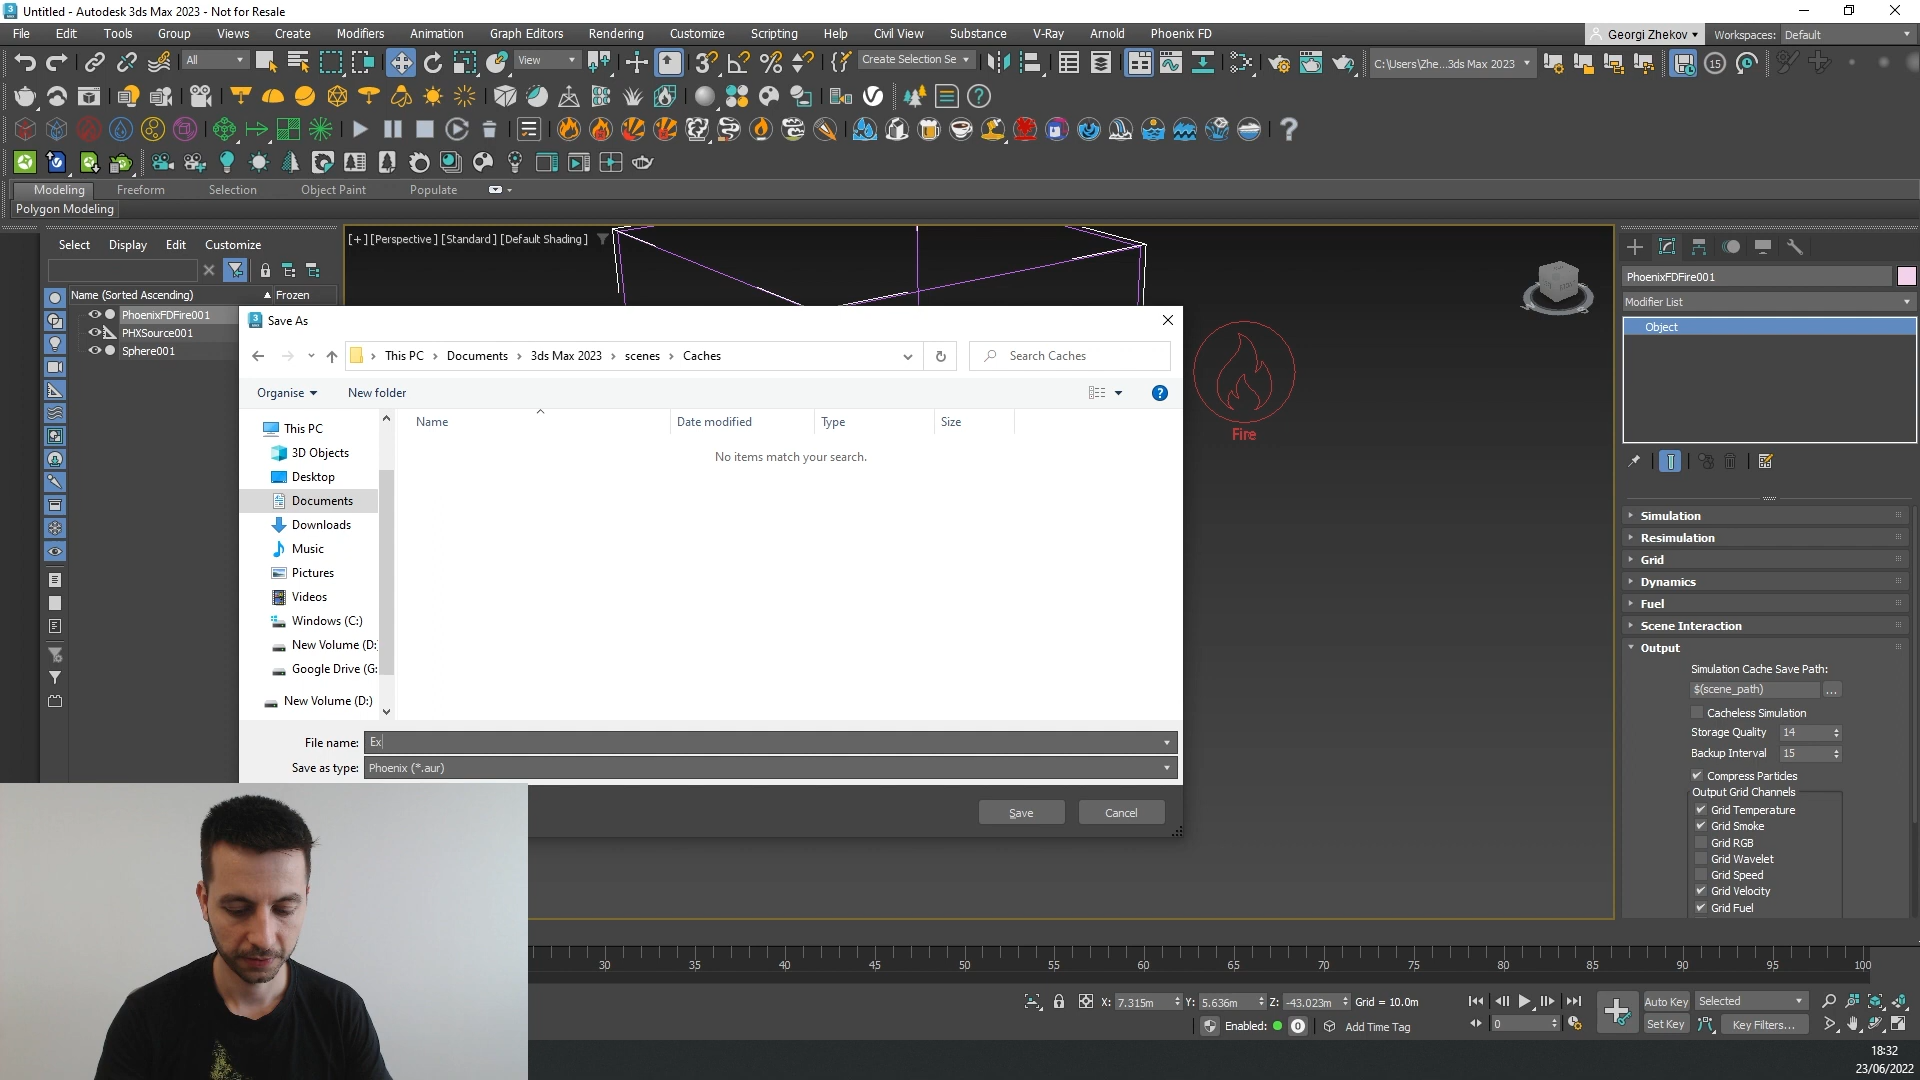 Untitled - Autodesk 3ds Max 2023 - Not for Resale
File Edit Tools Group Views Create Modifiers Animation Graph Editors Rendering Customize Scripting Help Civil View Substance V-Ray Arnold Phoenix FD
Georgi Zhekov Workspaces: Default
All View Create Selection Se C:\Users\Zhe...3ds Max 2023
Modeling Freeform Selection Object Paint Populate
Polygon Modeling
Select Display Edit Customize
[+] [Perspective] [Standard] [Default Shading]
Name (Sorted Ascending) Frozen
PhoenixFDFire001
PHXSource001
Sphere001
Save As
This PC Documents 3ds Max 2023 scenes Caches
Search Caches
Organise New folder
Name Date modified Type Size
No items match your search.
This PC
3D Objects
Desktop
Documents
Downloads
Music
Pictures
Videos
Windows (C:)
New Volume (D:
Google Drive (G:
New Volume (D:)
File name: Ex
Save as type: Phoenix (*.aur)
Save Cancel
Fire
PhoenixFDFire001
Modifier List
Object
Simulation
Resimulation
Grid
Dynamics
Fuel
Scene Interaction
Output
Simulation Cache Save Path:
$(scene_path) ...
Cacheless Simulation
Storage Quality 14
Backup Interval 15
Compress Particles
Output Grid Channels
Grid Temperature
Grid Smoke
Grid RGB
Grid Wavelet
Grid Speed
Grid Velocity
Grid Fuel
30 35 40 45 50 55 60 65 70 75 80 85 90 95 100
X: 7.315m Y: 5.636m Z: -43.023m Grid = 10.0m
Enabled: 0 Add Time Tag
0
Auto Key Selected
Set Key Key Filters...
18:32
23/06/2022